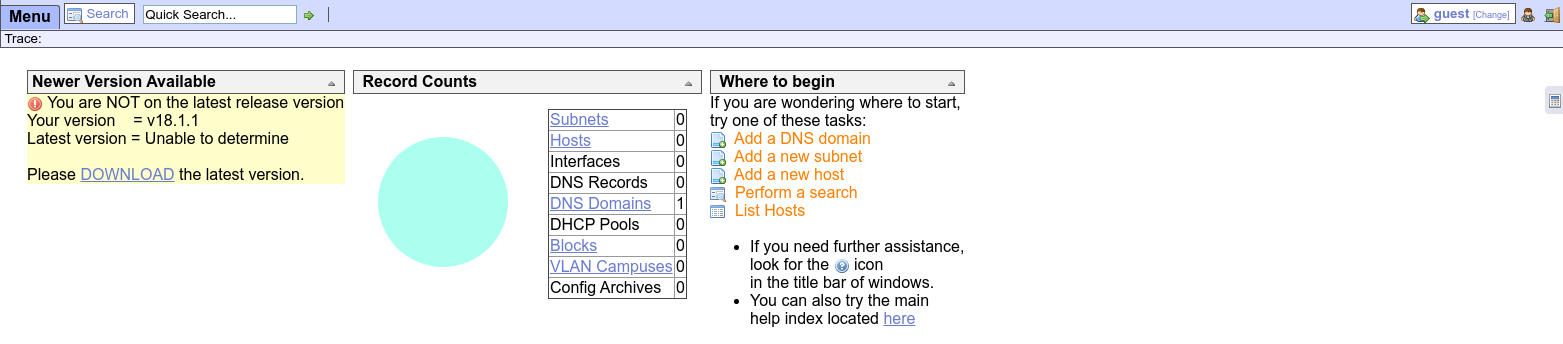 Menu Search Quick Search... guest [Change]
Trace:
Newer Version Available
You are NOT on the latest release version
Your version = v18.1.1
Latest version = Unable to determine
Please DOWNLOAD the latest version.
Record Counts
Subnets 0
Hosts 0
Interfaces 0
DNS Records 0
DNS Domains 1
DHCP Pools 0
Blocks 0
VLAN Campuses 0
Config Archives 0
Where to begin
If you are wondering where to start,
try one of these tasks:
Add a DNS domain
Add a new subnet
Add a new host
Perform a search
List Hosts
• If you need further assistance,
look for the icon
in the title bar of windows.
• You can also try the main
help index located here